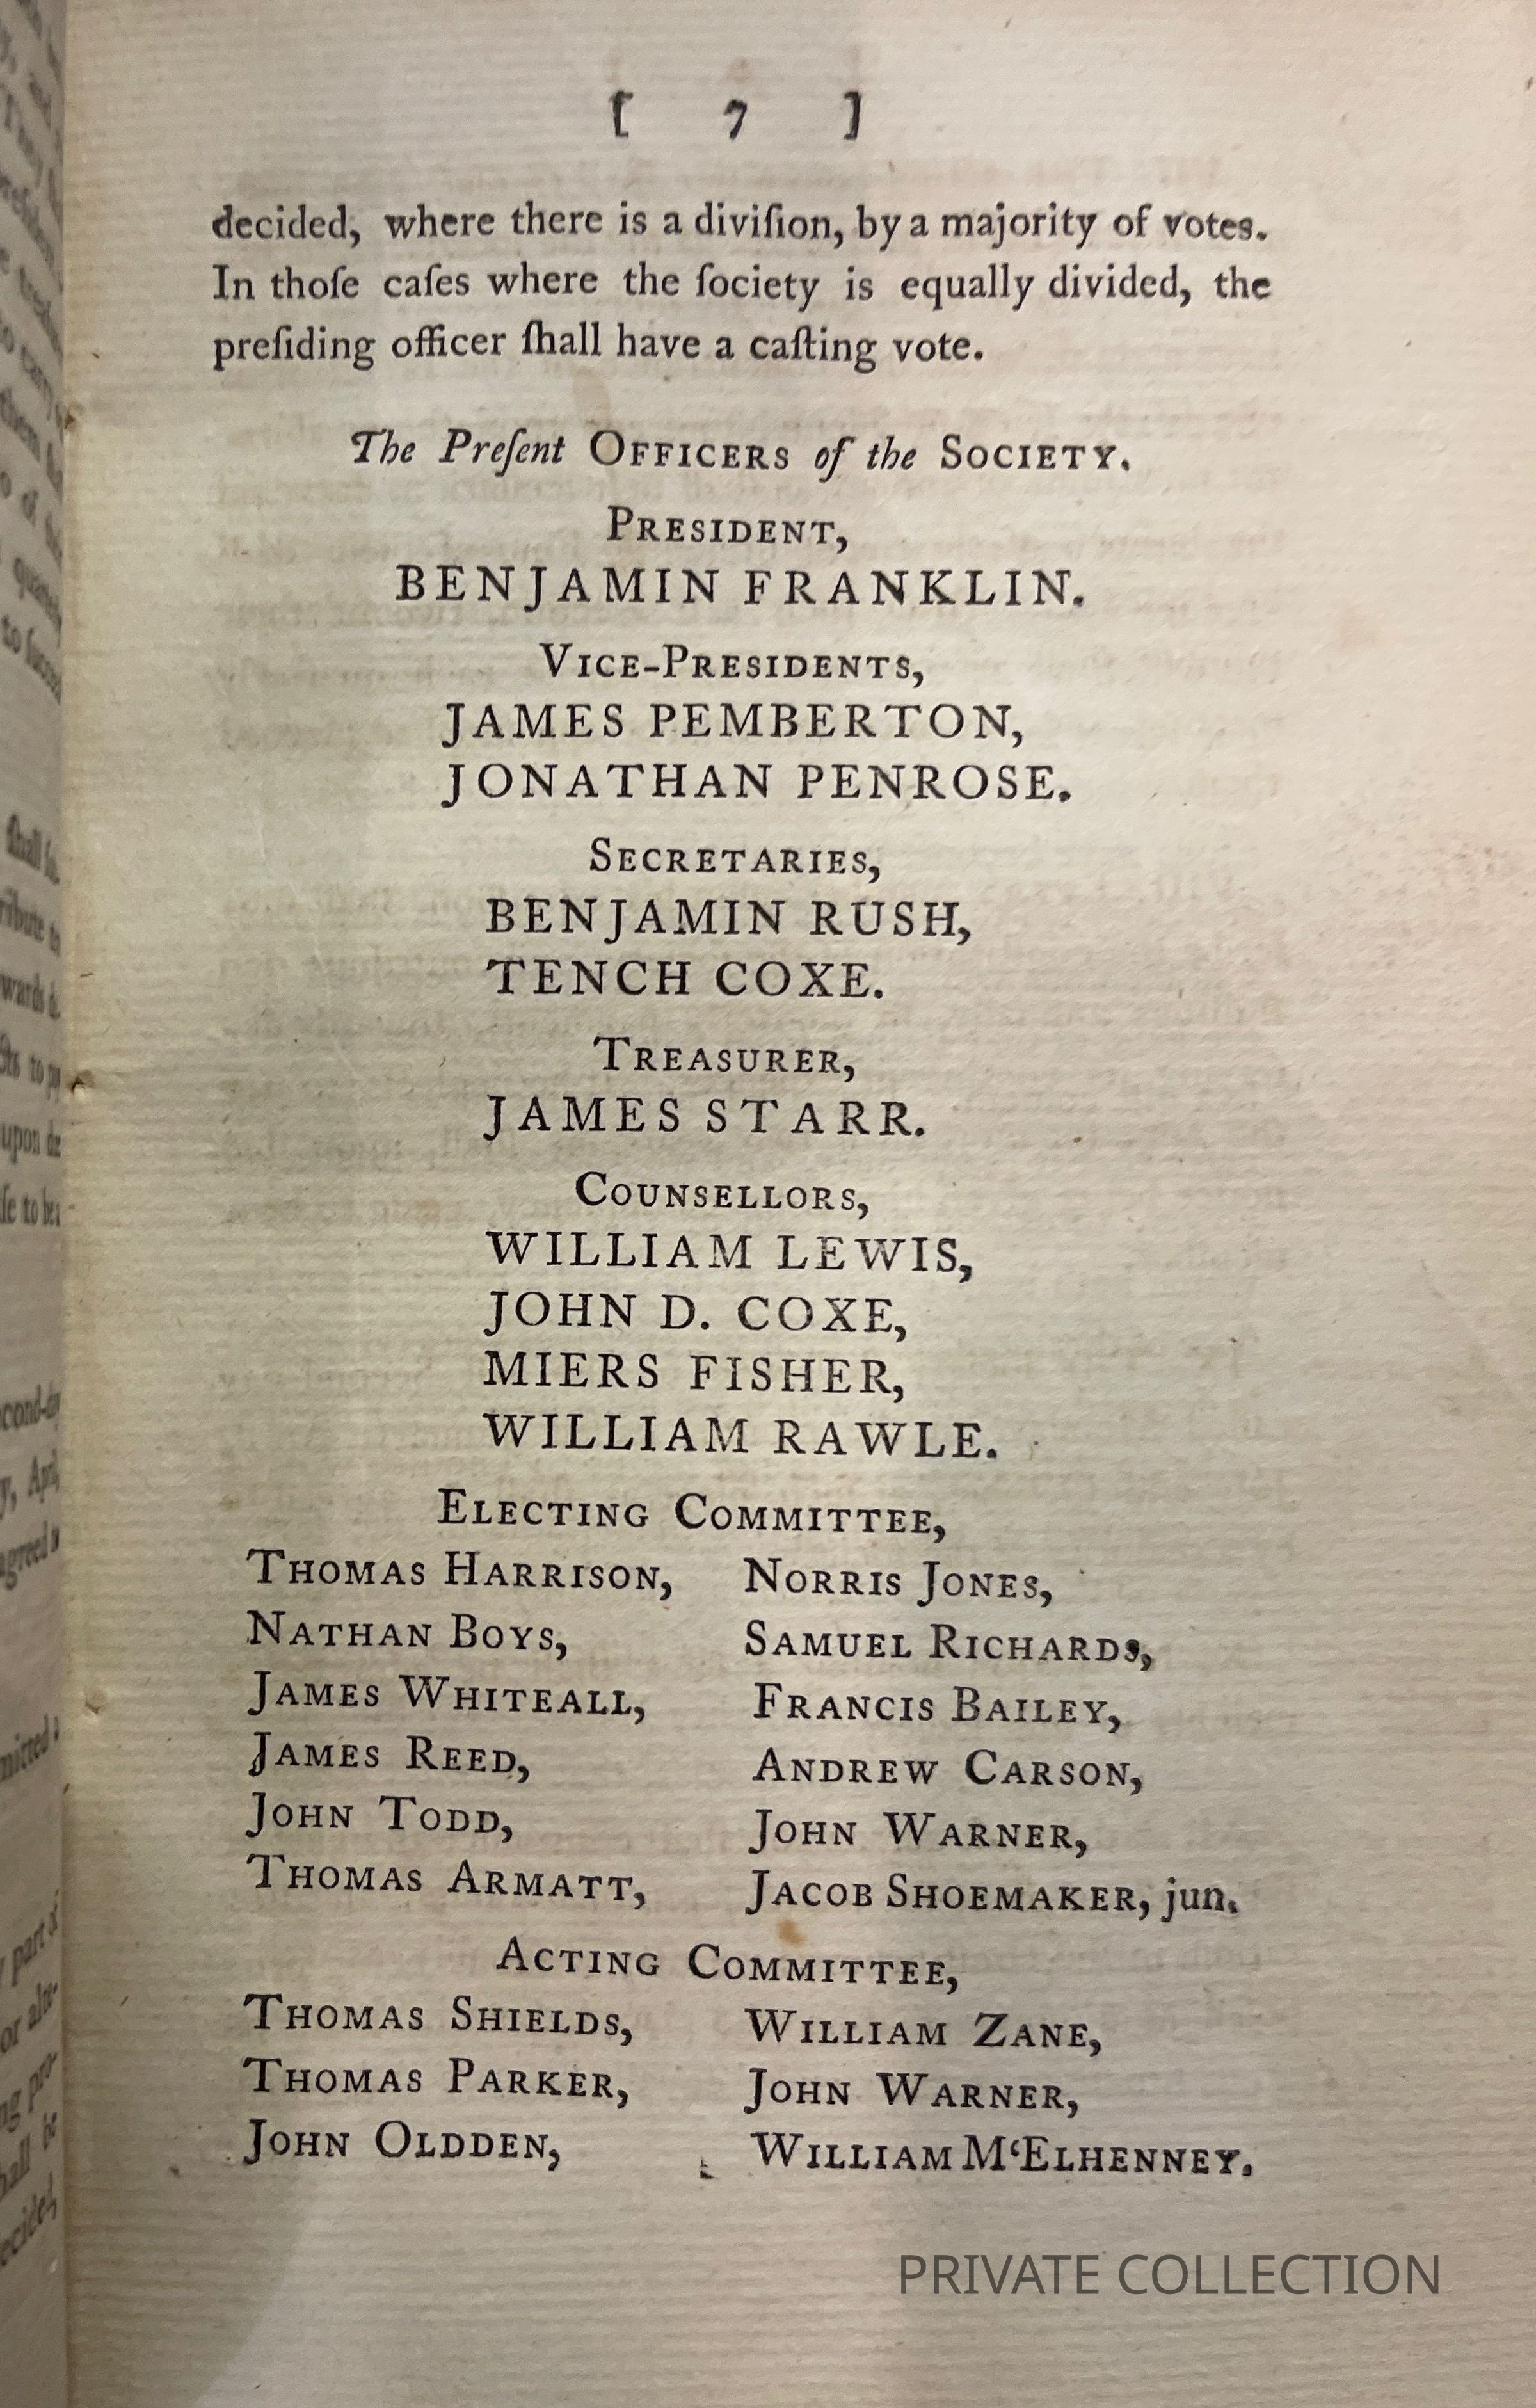 [ 7 ]
decided, where there is a diviſion, by a majority of votes.
In thoſe caſes where the ſociety is equally divided, the
preſiding officer ſhall have a caſting vote.
The Preſent OFFICERS of the SOCIETY.
PRESIDENT,
BENJAMIN FRANKLIN.
VICE-PRESIDENTS,
JAMES PEMBERTON,
JONATHAN PENROSE.
SECRETARIES,
BENJAMIN RUSH,
TENCH COXE.
TREASURER,
JAMES STARR.
COUNSELLORS,
WILLIAM LEWIS,
JOHN D. COXE,
MIERS FISHER,
WILLIAM RAWLE.
ELECTING COMMITTEE,
THOMAS HARRISON, NORRIS JONES,
NATHAN BOYS, SAMUEL RICHARDS,
JAMES WHITEALL, FRANCIS BAILEY,
JAMES REED, ANDREW CARSON,
JOHN TODD, JOHN WARNER,
THOMAS ARMATT, JACOB SHOEMAKER, jun.
ACTING COMMITTEE,
THOMAS SHIELDS, WILLIAM ZANE,
THOMAS PARKER, JOHN WARNER,
JOHN OLDDEN, WILLIAM M‘ELHENNEY.
PRIVATE COLLECTION